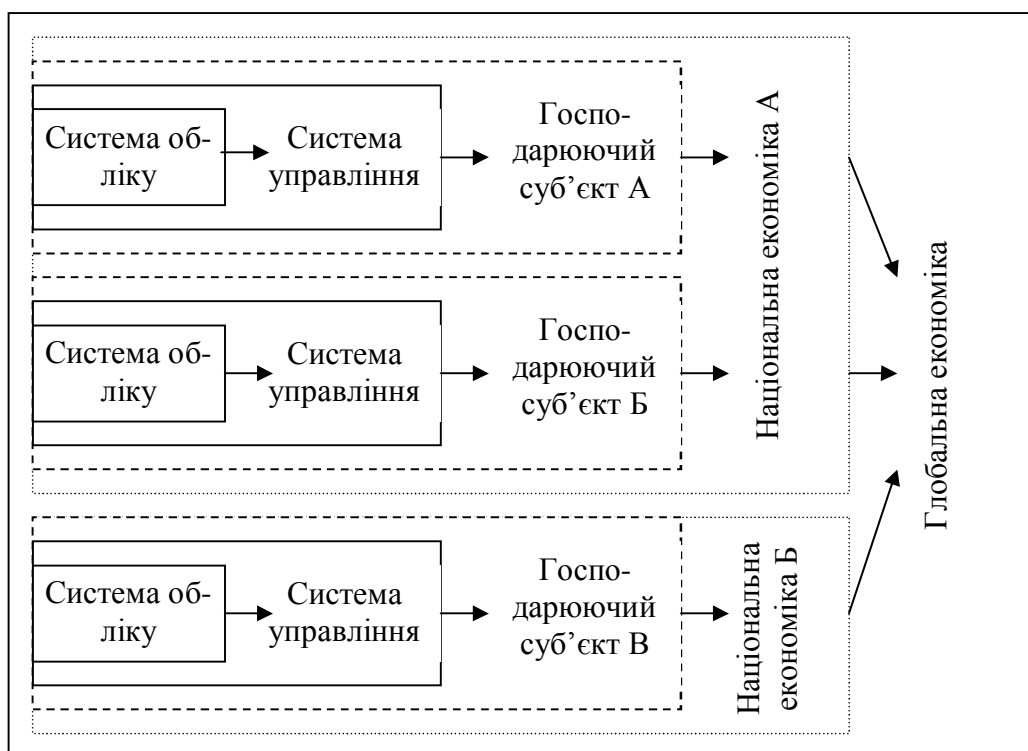 Система об-
ліку
Система
управління
Госпо-
дарюючий
суб’єкт А
Система об-
ліку
Система
управління
Госпо-
дарюючий
суб’єкт Б
Національна економіка А
Система об-
ліку
Система
управління
Госпо-
дарюючий
суб’єкт В
Національна
економіка Б
Глобальна економіка